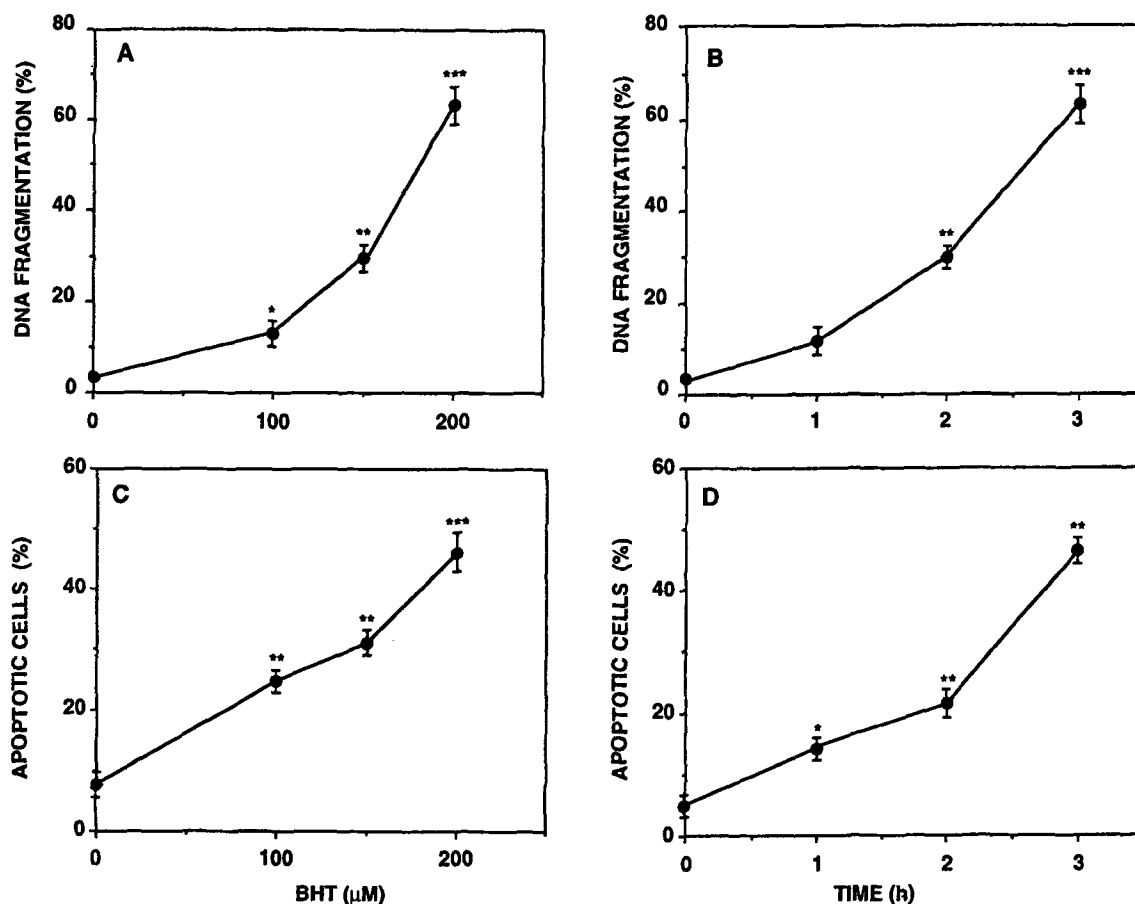 A
DNA FRAGMENTATION (%)
80
60
40
20
0
0 100 200
*
**
***
B
DNA FRAGMENTATION (%)
80
60
40
20
0
0 1 2 3
**
***
C
APOPTOTIC CELLS (%)
60
40
20
0
0 100 200
BHT (μM)
**
**
***
D
APOPTOTIC CELLS (%)
60
40
20
0
0 1 2 3
TIME (h)
*
**
**